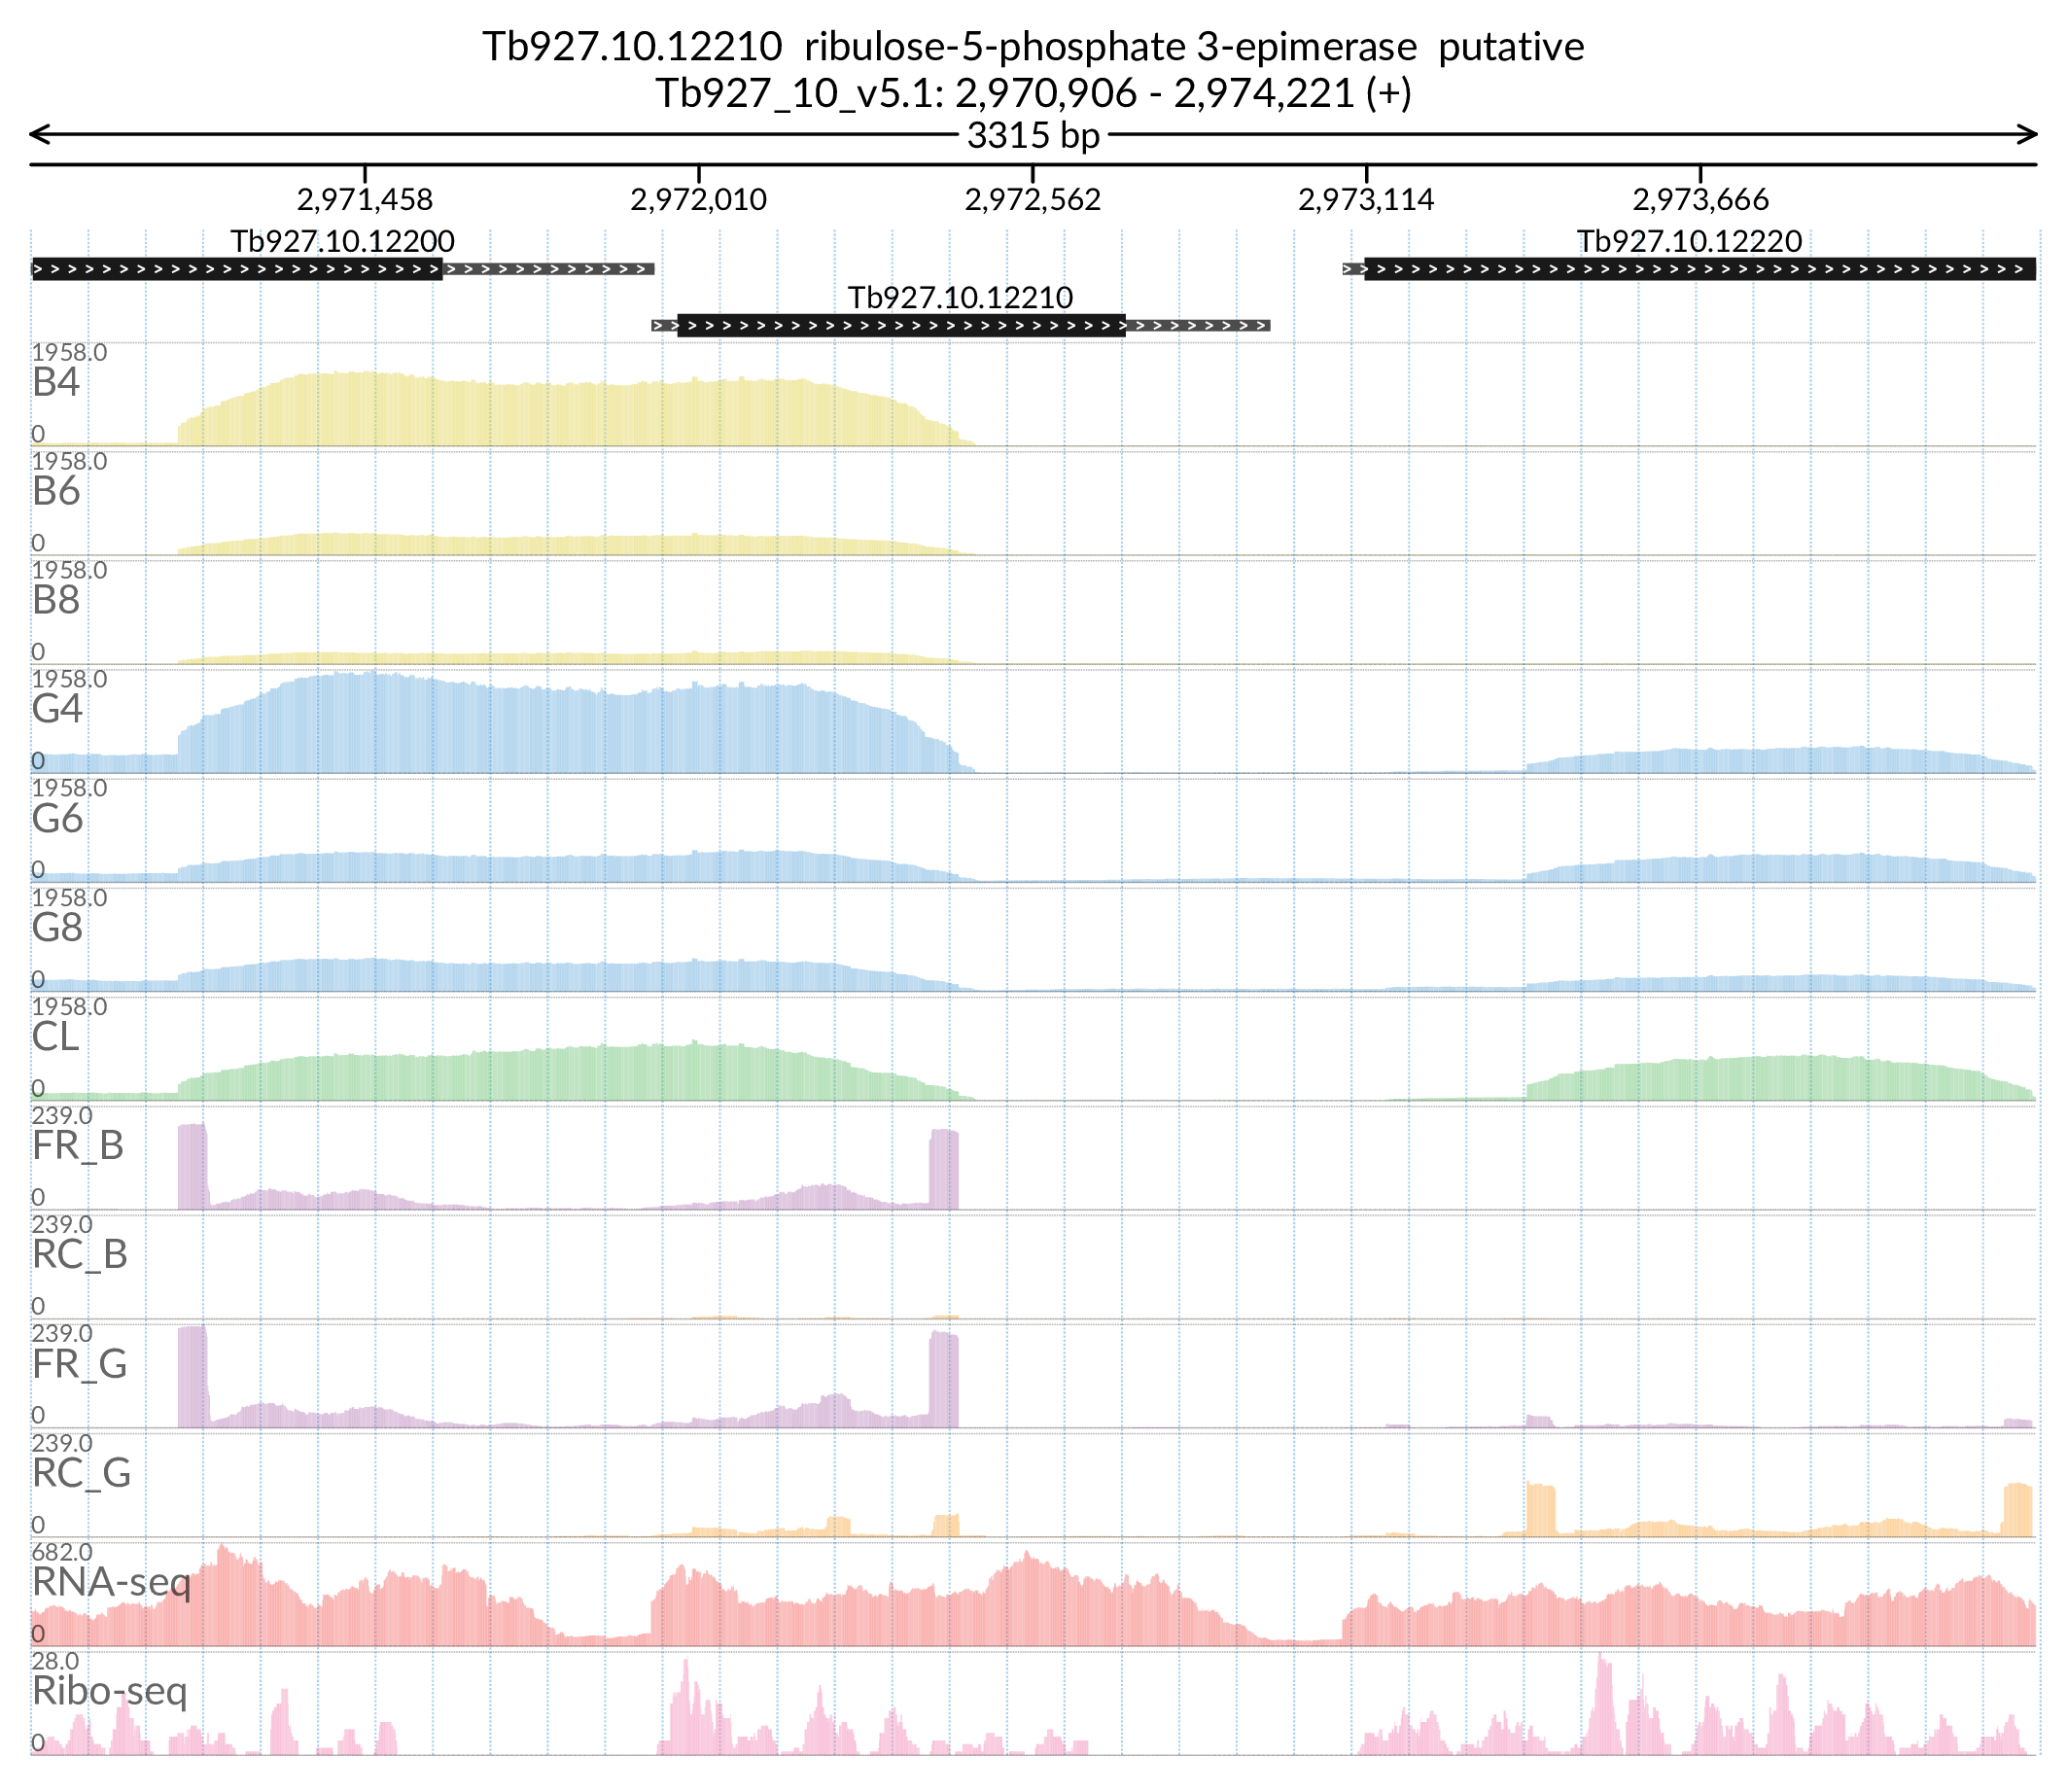 Tb927.10.12210  ribulose-5-phosphate 3-epimerase  putative
Tb927_10_v5.1: 2,970,906 - 2,974,221 (+)
3315 bp
2,971,458 2,972,010 2,972,562 2,973,114 2,973,666
Tb927.10.12200 Tb927.10.12220
Tb927.10.12210
1958.0
B4
0
1958.0
B6
0
1958.0
B8
0
1958.0
G4
0
1958.0
G6
0
1958.0
G8
0
1958.0
CL
0
239.0
FR_B
0
239.0
RC_B
0
239.0
FR_G
0
239.0
RC_G
0
682.0
RNA-seq
0
28.0
Ribo-seq
0